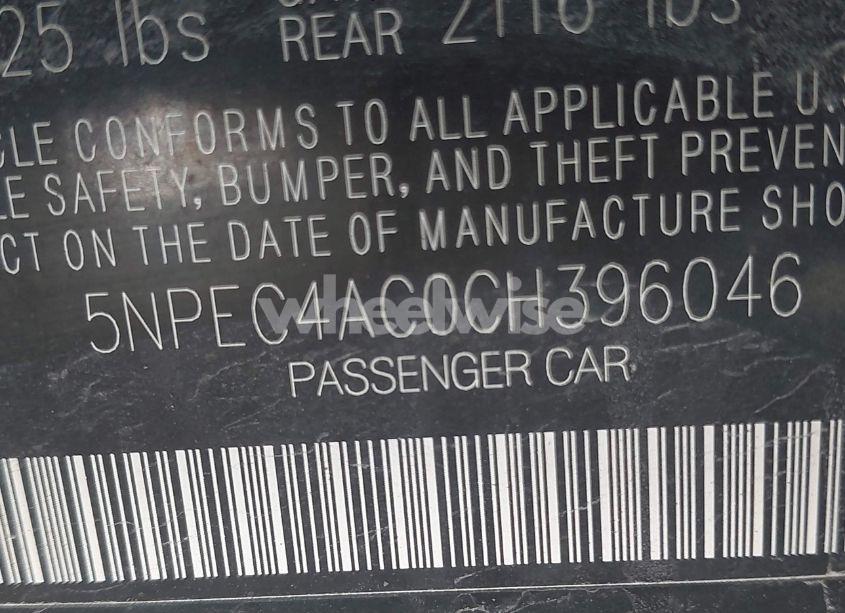 25 lbs REAR 2116 lbs
CLE CONFORMS TO ALL APPLICABLE U.S
LE SAFETY, BUMPER, AND THEFT PREVEN
CT ON THE DATE OF MANUFACTURE SHO
5NPEC4AC0CH396046
wheelwise
PASSENGER CAR